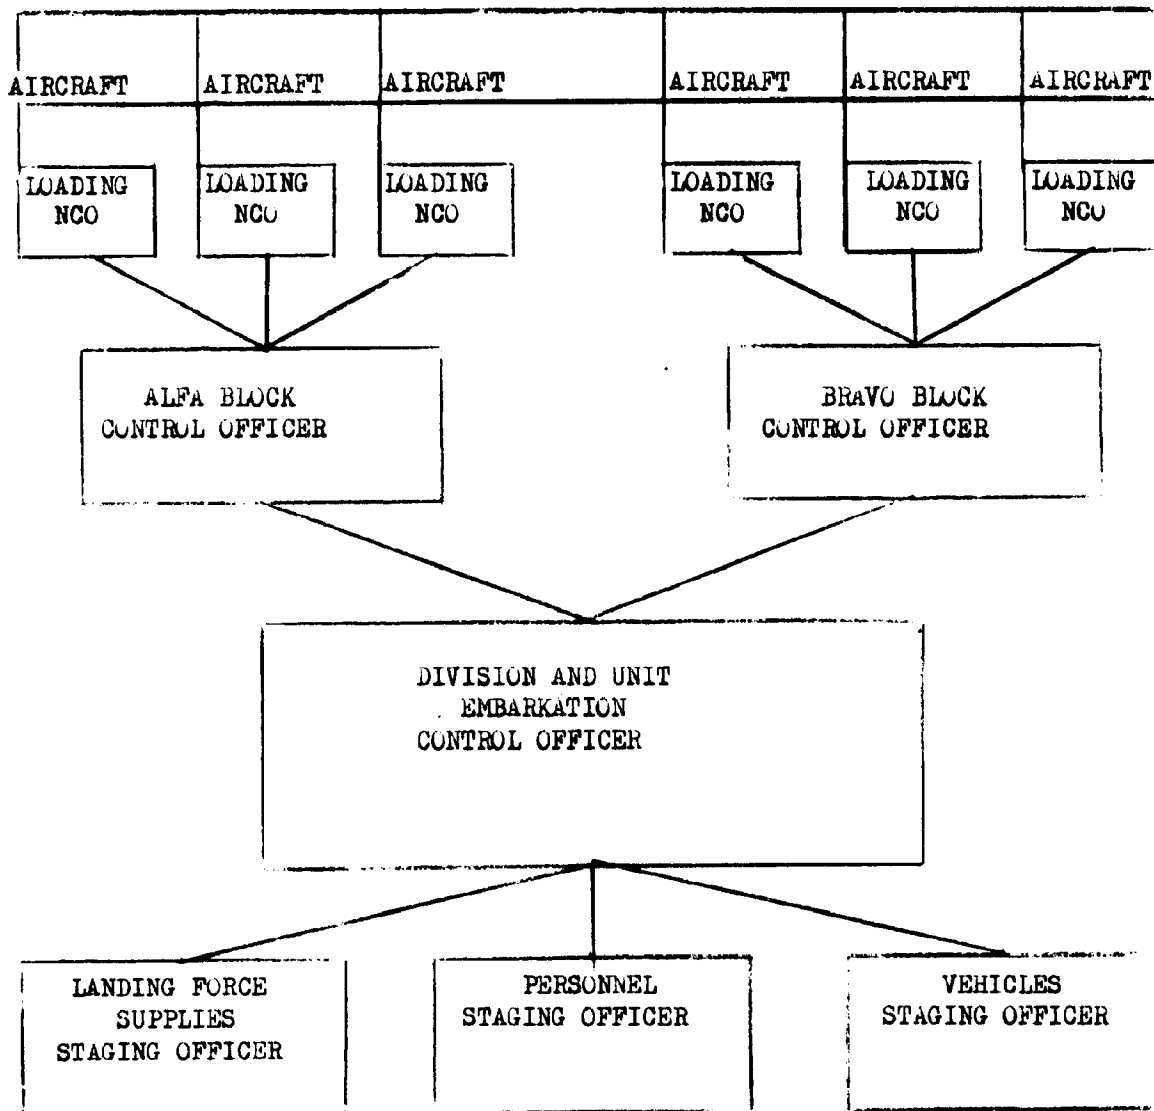 AIRCRAFT AIRCRAFT AIRCRAFT AIRCRAFT AIRCRAFT AIRCRAFT
LOADING
NCO
LOADING
NCO
LOADING
NCO
LOADING
NCO
LOADING
NCO
LOADING
NCO
ALFA BLOCK
CONTROL OFFICER
BRAVO BLOCK
CONTROL OFFICER
DIVISION AND UNIT
EMBARKATION
CONTROL OFFICER
LANDING FORCE
SUPPLIES
STAGING OFFICER
PERSONNEL
STAGING OFFICER
VEHICLES
STAGING OFFICER